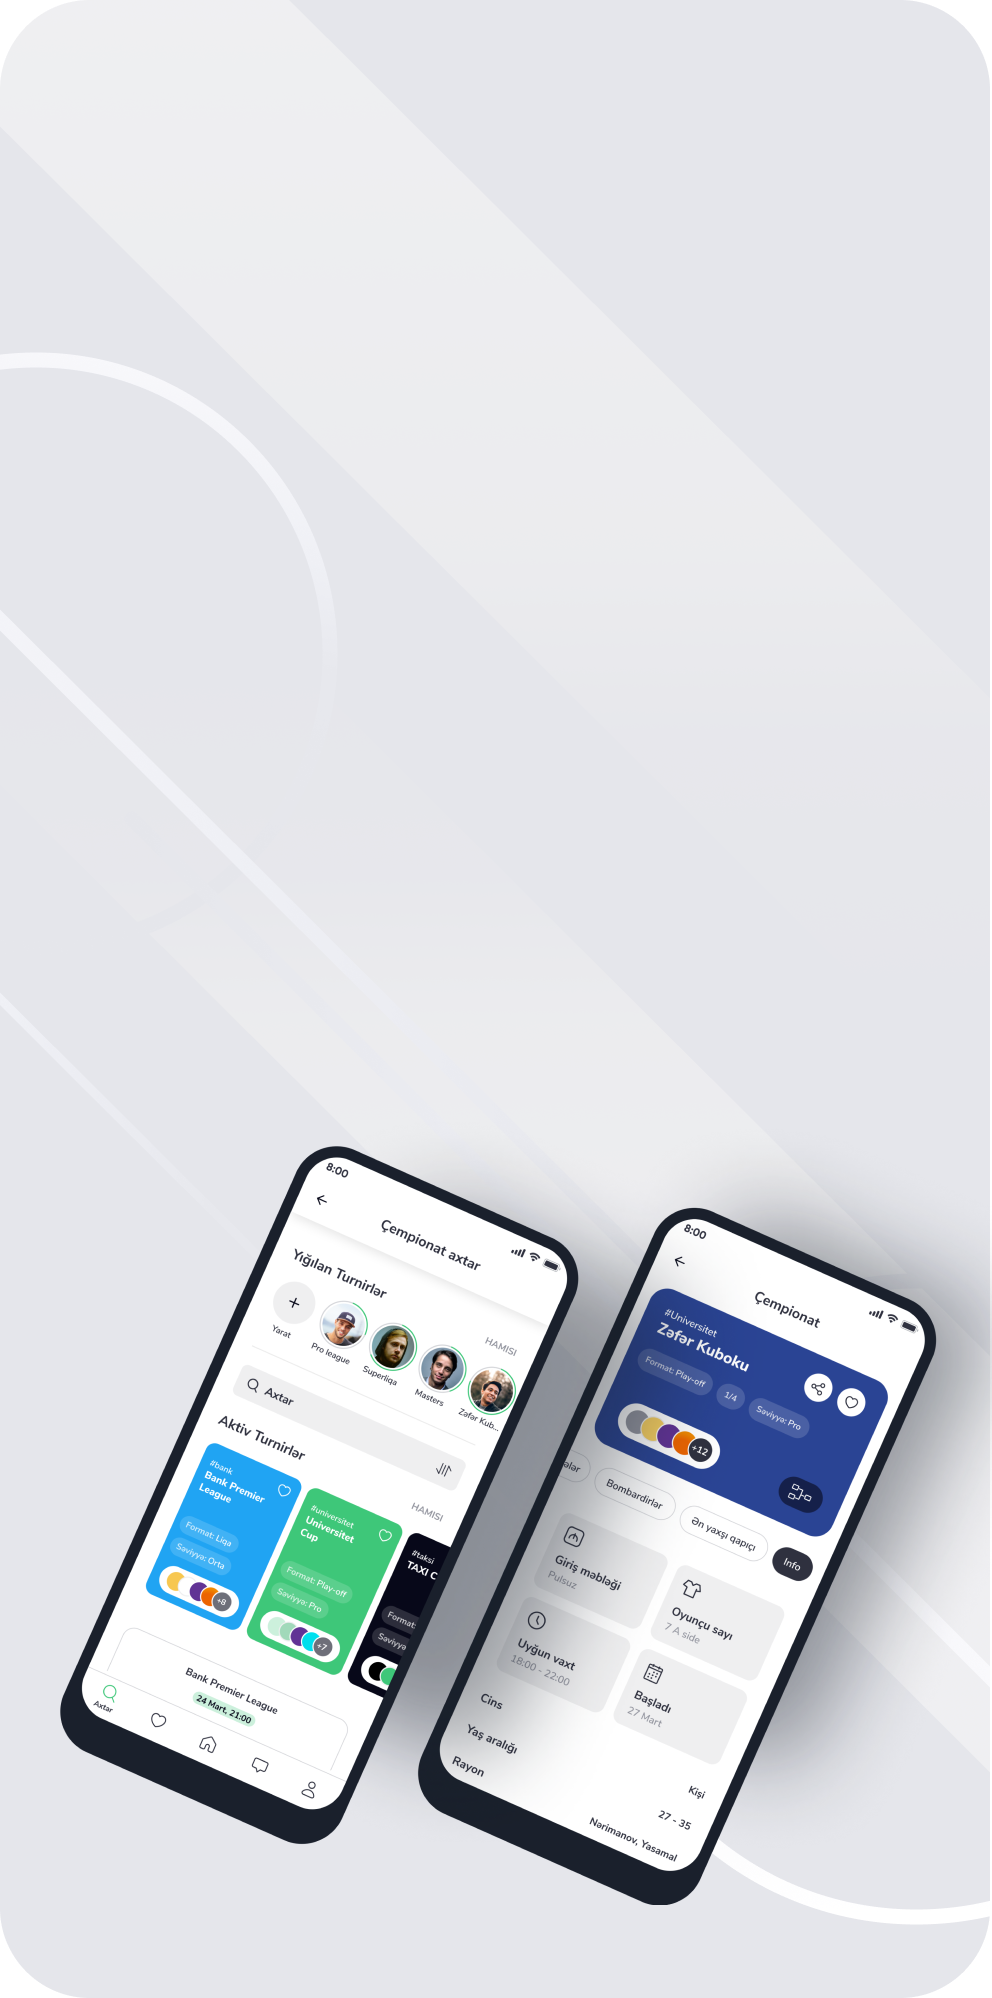 8:00
Çempionat axtar
Yığılan Turnirlər
HAMISI
Yarat
Pro league
Superliqa
Masters
Zəfər Kub...
Axtar
Aktiv Turnirlər
HAMISI
#bank
Bank Premier
League
Format: Liqa
Səviyyə: Orta
+8
#universitet
Universitet
Cup
Format: Play-off
Səviyyə: Pro
+7
#taksi
TAXI C
Format:
Səviyyə
Bank Premier League
24 Mart, 21:00
Axtar
8:00
Çempionat
#Universitet
Zəfər Kuboku
Format: Play-off
1/4
Səviyyə: Pro
+12
Bombardirlər
Ən yaxşı qapıçı
Info
Giriş məbləği
Pulsuz
Oyunçu sayı
7 A side
Uyğun vaxt
18:00 - 22:00
Başladı
27 Mart
Cins
Kişi
Yaş aralığı
27 - 35
Rayon
Nərimanov, Yasamal